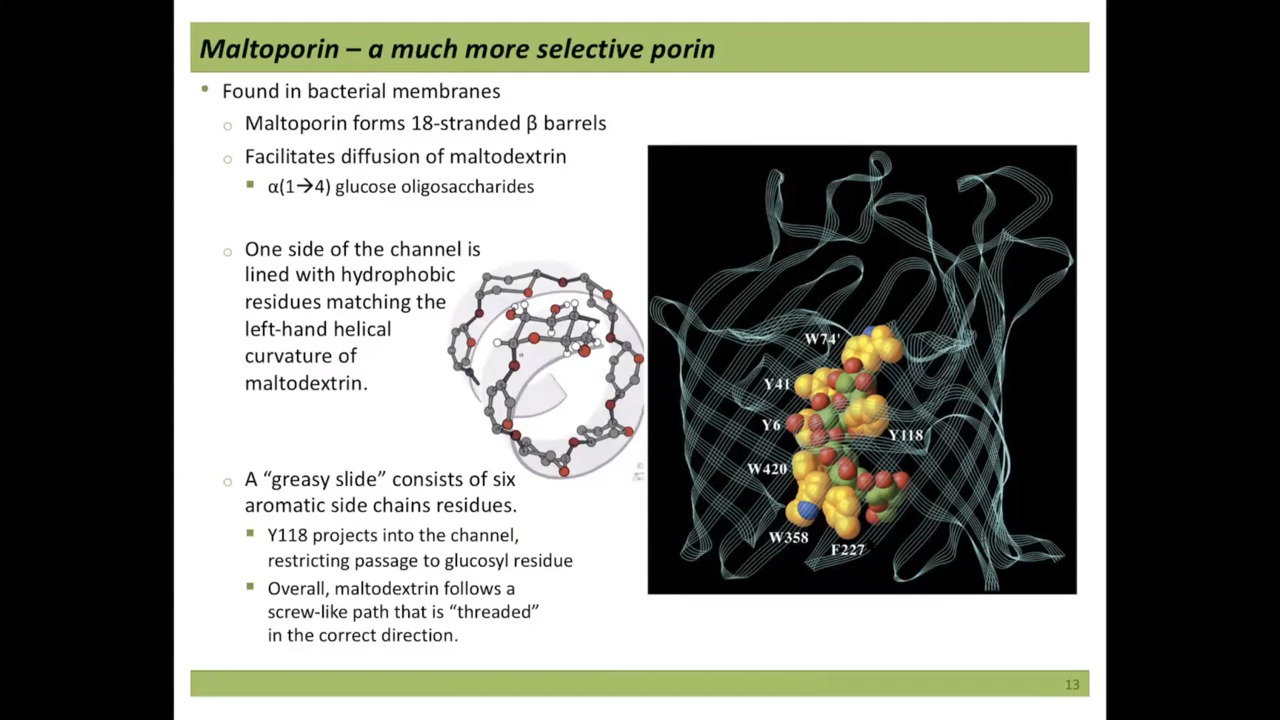 Maltoporin – a much more selective porin
• Found in bacterial membranes
o Maltoporin forms 18-stranded β barrels
o Facilitates diffusion of maltodextrin
▪ α(1→4) glucose oligosaccharides
o One side of the channel is
lined with hydrophobic
residues matching the
left-hand helical
curvature of
maltodextrin.
o A “greasy slide” consists of six
aromatic side chains residues.
▪ Y118 projects into the channel,
restricting passage to glucosyl residue
▪ Overall, maltodextrin follows a
screw-like path that is “threaded”
in the correct direction.
W74'
Y41
Y6
Y118
W420
W358
F227
13